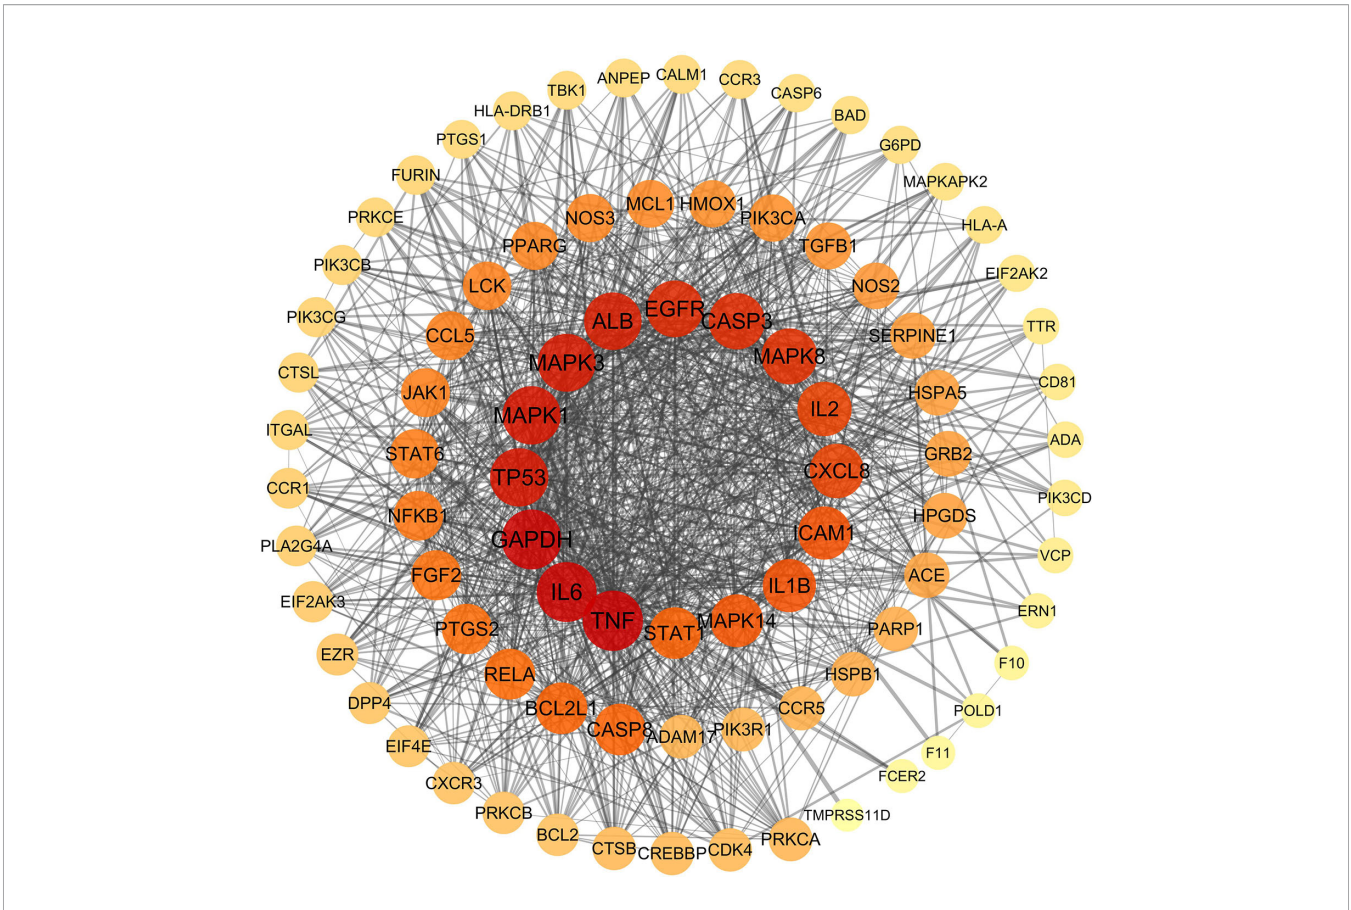 CALM1
ANPEP
CCR3
TBK1
CASP6
HLA-DRB1
BAD
PTGS1
G6PD
FURIN
MAPKAPK2
PRKCE
HLA-A
PIK3CB
EIF2AK2
PIK3CG
TTR
CTSL
CD81
ITGAL
ADA
CCR1
PIK3CD
PLA2G4A
VCP
EIF2AK3
ERN1
EZR
F10
DPP4
POLD1
EIF4E
F11
CXCR3
FCER2
PRKCB
TMPRSS11D
BCL2
CTSB
CREBBP
CDK4
PRKCA
MCL1
HMOX1
NOS3
PIK3CA
PPARG
TGFB1
LCK
NOS2
CCL5
SERPINE1
JAK1
HSPA5
STAT6
GRB2
NFKB1
HPGDS
FGF2
ACE
PTGS2
PARP1
RELA
HSPB1
BCL2L1
CCR5
CASP8
ADAM17
PIK3R1
EGFR
ALB
CASP3
MAPK3
MAPK8
MAPK1
IL2
TP53
CXCL8
GAPDH
ICAM1
IL6
IL1B
TNF
STAT1
MAPK14